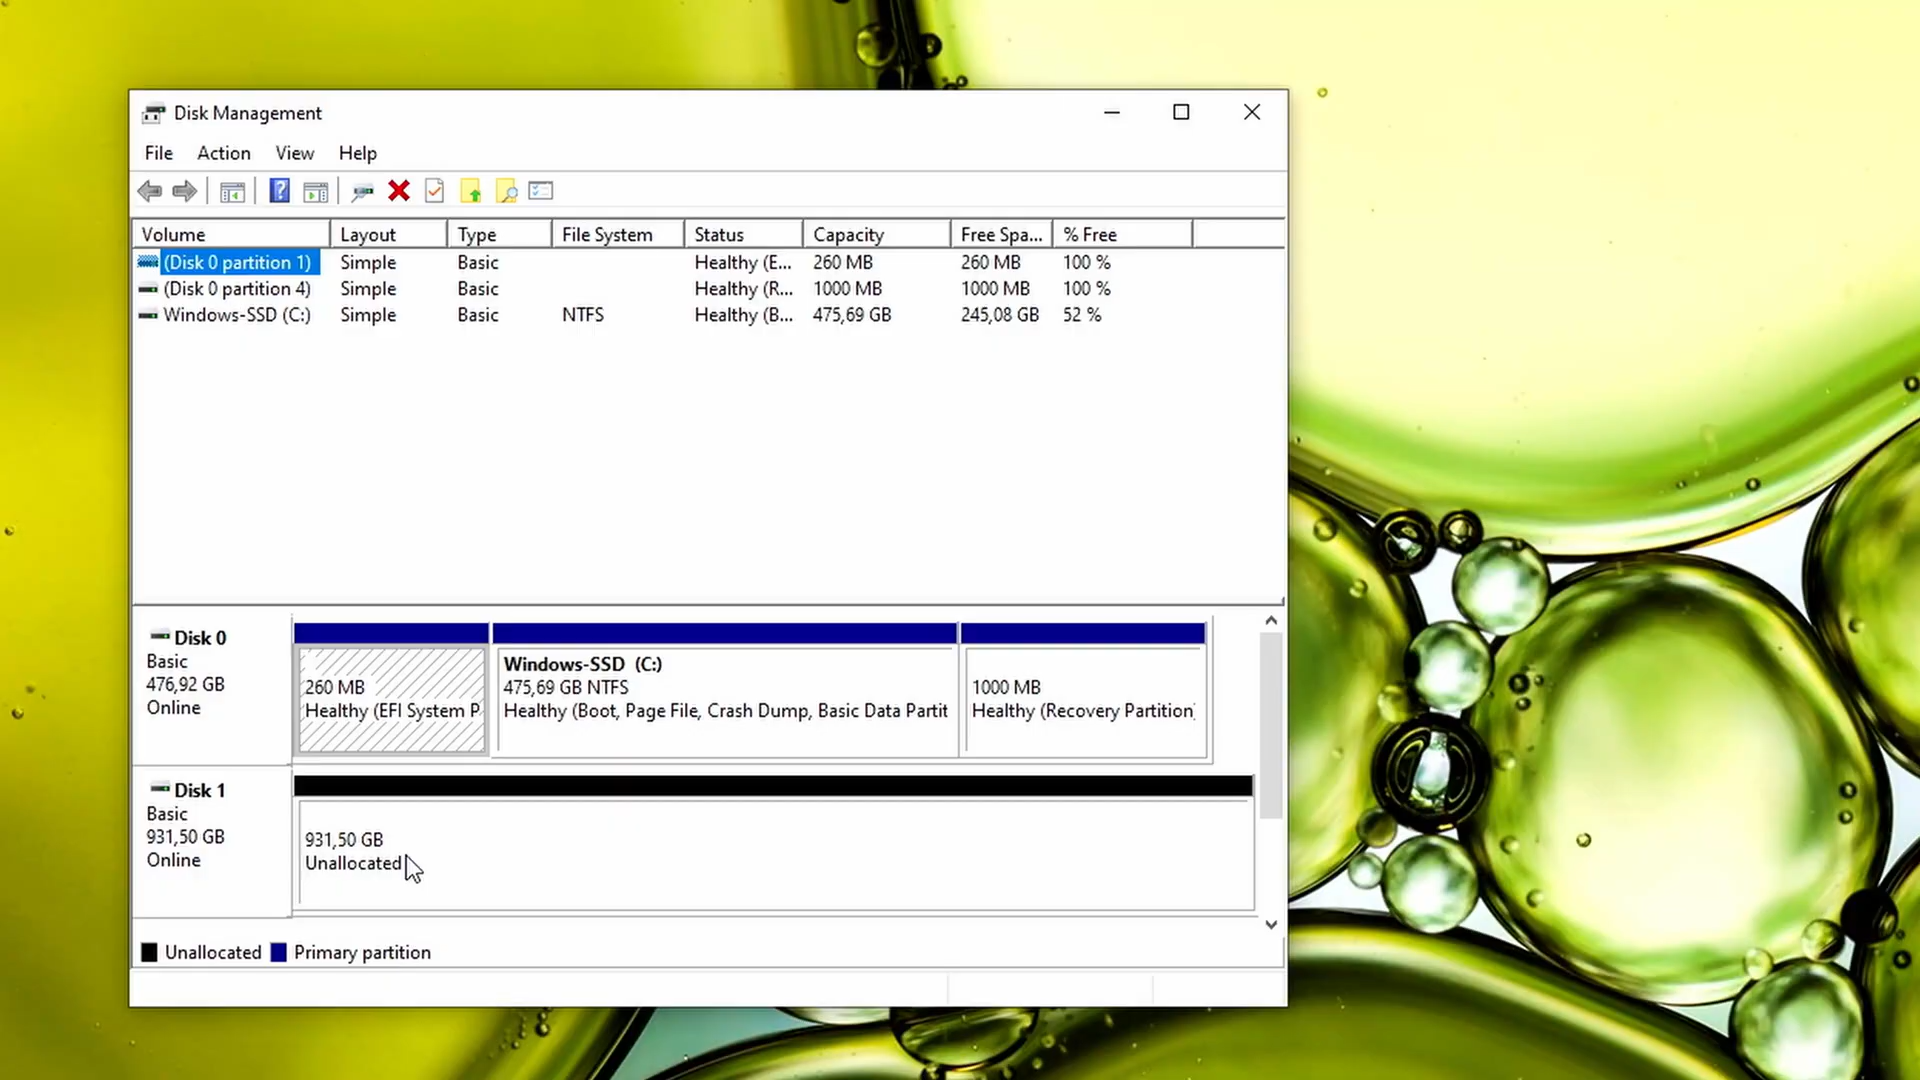 Disk Management
File Action View Help
Volume Layout Type File System Status Capacity Free Spa... % Free
(Disk 0 partition 1) Simple Basic Healthy (E... 260 MB 260 MB 100 %
(Disk 0 partition 4) Simple Basic Healthy (R... 1000 MB 1000 MB 100 %
Windows-SSD (C:) Simple Basic NTFS Healthy (B... 475,69 GB 245,08 GB 52 %
Disk 0
Basic
476,92 GB
Online
260 MB
Healthy (EFI System P
Windows-SSD (C:)
475,69 GB NTFS
Healthy (Boot, Page File, Crash Dump, Basic Data Partit
1000 MB
Healthy (Recovery Partition)
Disk 1
Basic
931,50 GB
Online
931,50 GB
Unallocated
Unallocated Primary partition